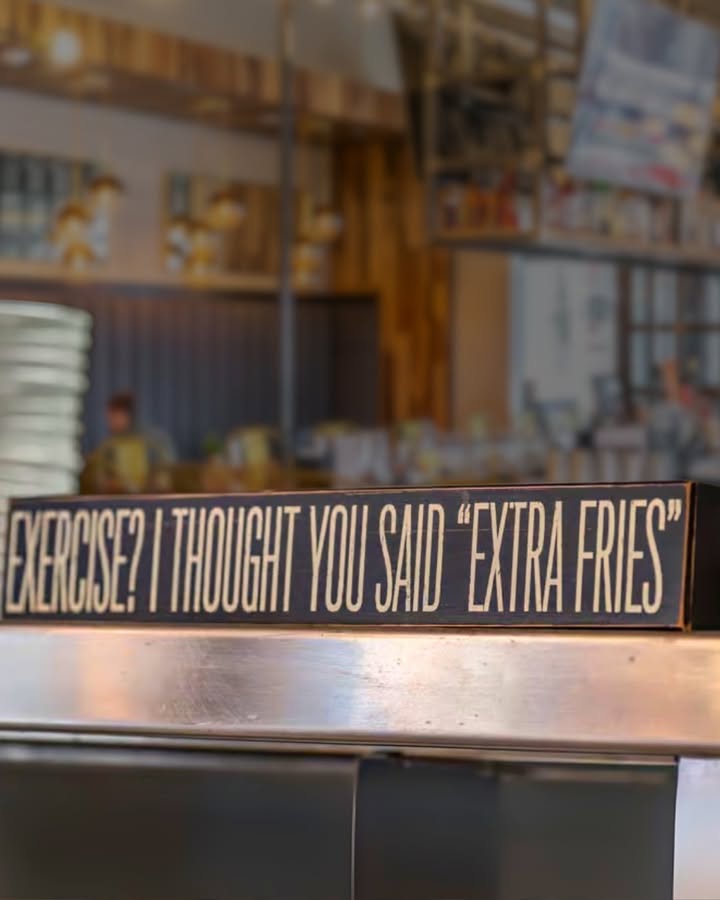 EXERCISE? I THOUGHT YOU SAID “EXTRA FRIES”